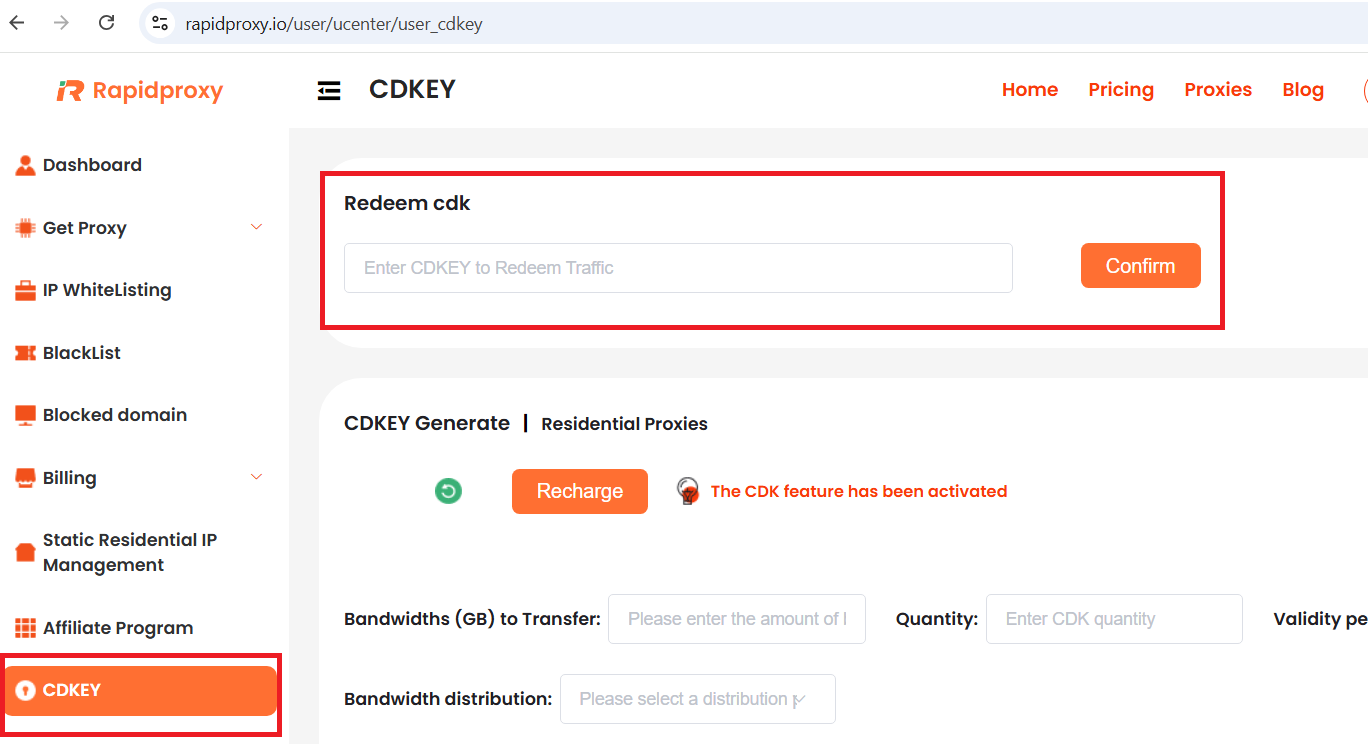 rapidproxy.io/user/ucenter/user_cdkey
Rapidproxy
CDKEY
Home
Pricing
Proxies
Blog
Dashboard
Get Proxy
IP WhiteListing
BlackList
Blocked domain
Billing
Static Residential IP
Management
Affiliate Program
CDKEY
Redeem cdk
Enter CDKEY to Redeem Traffic
Confirm
CDKEY Generate | Residential Proxies
Recharge
The CDK feature has been activated
Bandwidths (GB) to Transfer:
Please enter the amount of
Quantity:
Enter CDK quantity
Validity
Bandwidth distribution:
Please select a distribution